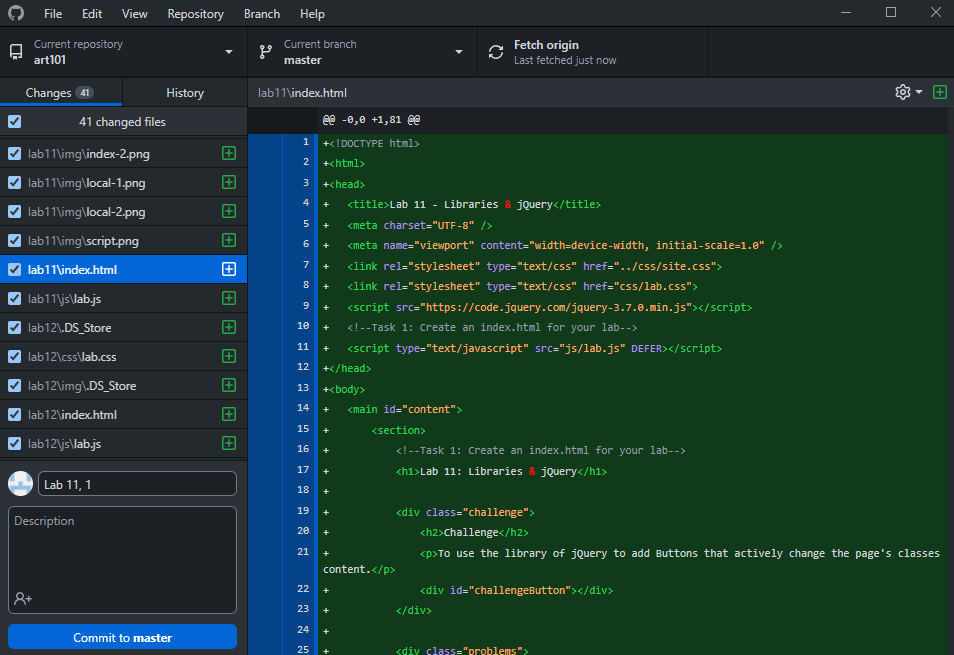 File Edit View Repository Branch Help
Current repository
art101
Current branch
master
Fetch origin
Last fetched just now
Changes 41
History
41 changed files
lab11\img\index-2.png
lab11\img\local-1.png
lab11\img\local-2.png
lab11\img\script.png
lab11\index.html
lab11\js\lab.js
lab12\.DS_Store
lab12\css\lab.css
lab12\img\.DS_Store
lab12\index.html
lab12\js\lab.js
Lab 11, 1
Description
Commit to master
lab11\index.html
@@ -0,0 +1,81 @@
1 +<!DOCTYPE html>
2 +<html>
3 +<head>
4 + <title>Lab 11 - Libraries & jQuery</title>
5 + <meta charset="UTF-8" />
6 + <meta name="viewport" content="width=device-width, initial-scale=1.0" />
7 + <link rel="stylesheet" type="text/css" href="../css/site.css">
8 + <link rel="stylesheet" type="text/css" href="css/lab.css">
9 + <script src="https://code.jquery.com/jquery-3.7.0.min.js"></script>
10 + <!--Task 1: Create an index.html for your lab-->
11 + <script type="text/javascript" src="js/lab.js" DEFER></script>
12 +</head>
13 +<body>
14 + <main id="content">
15 + <section>
16 + <!--Task 1: Create an index.html for your lab-->
17 + <h1>Lab 11: Libraries & jQuery</h1>
18 +
19 + <div class="challenge">
20 + <h2>Challenge</h2>
21 + <p>To use the library of jQuery to add Buttons that actively change the page's classes
content.</p>
22 + <div id="challengeButton"></div>
23 + </div>
24 +
25 + <div class="problems">